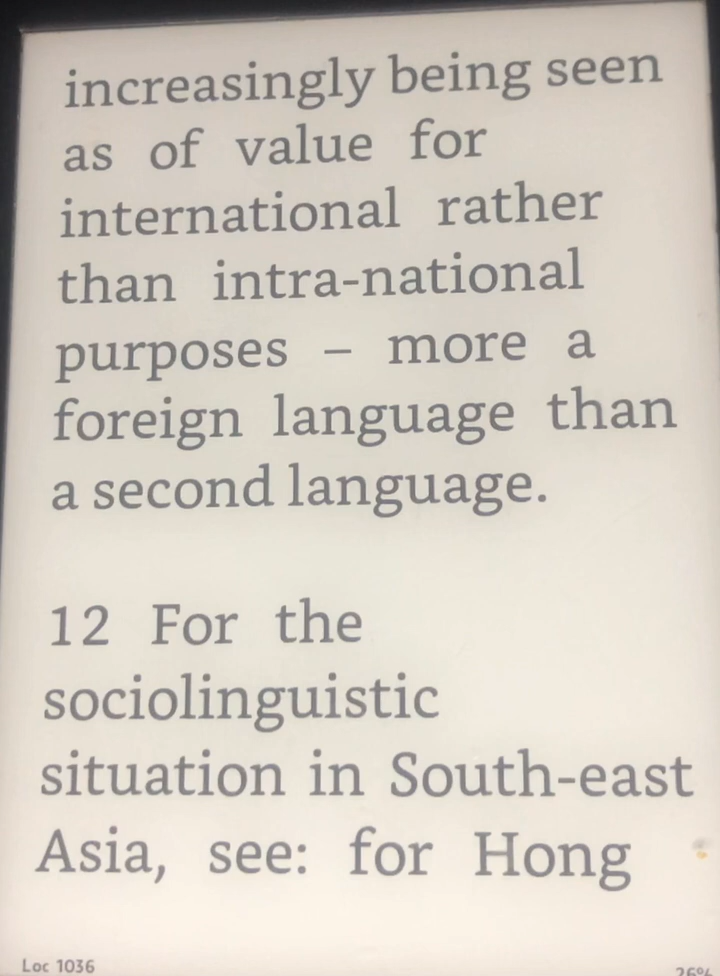 increasingly being seen
as of value for
international rather
than intra-national
purposes – more a
foreign language than
a second language.
12 For the
sociolinguistic
situation in South-east
Asia, see: for Hong
Loc 1036
26%